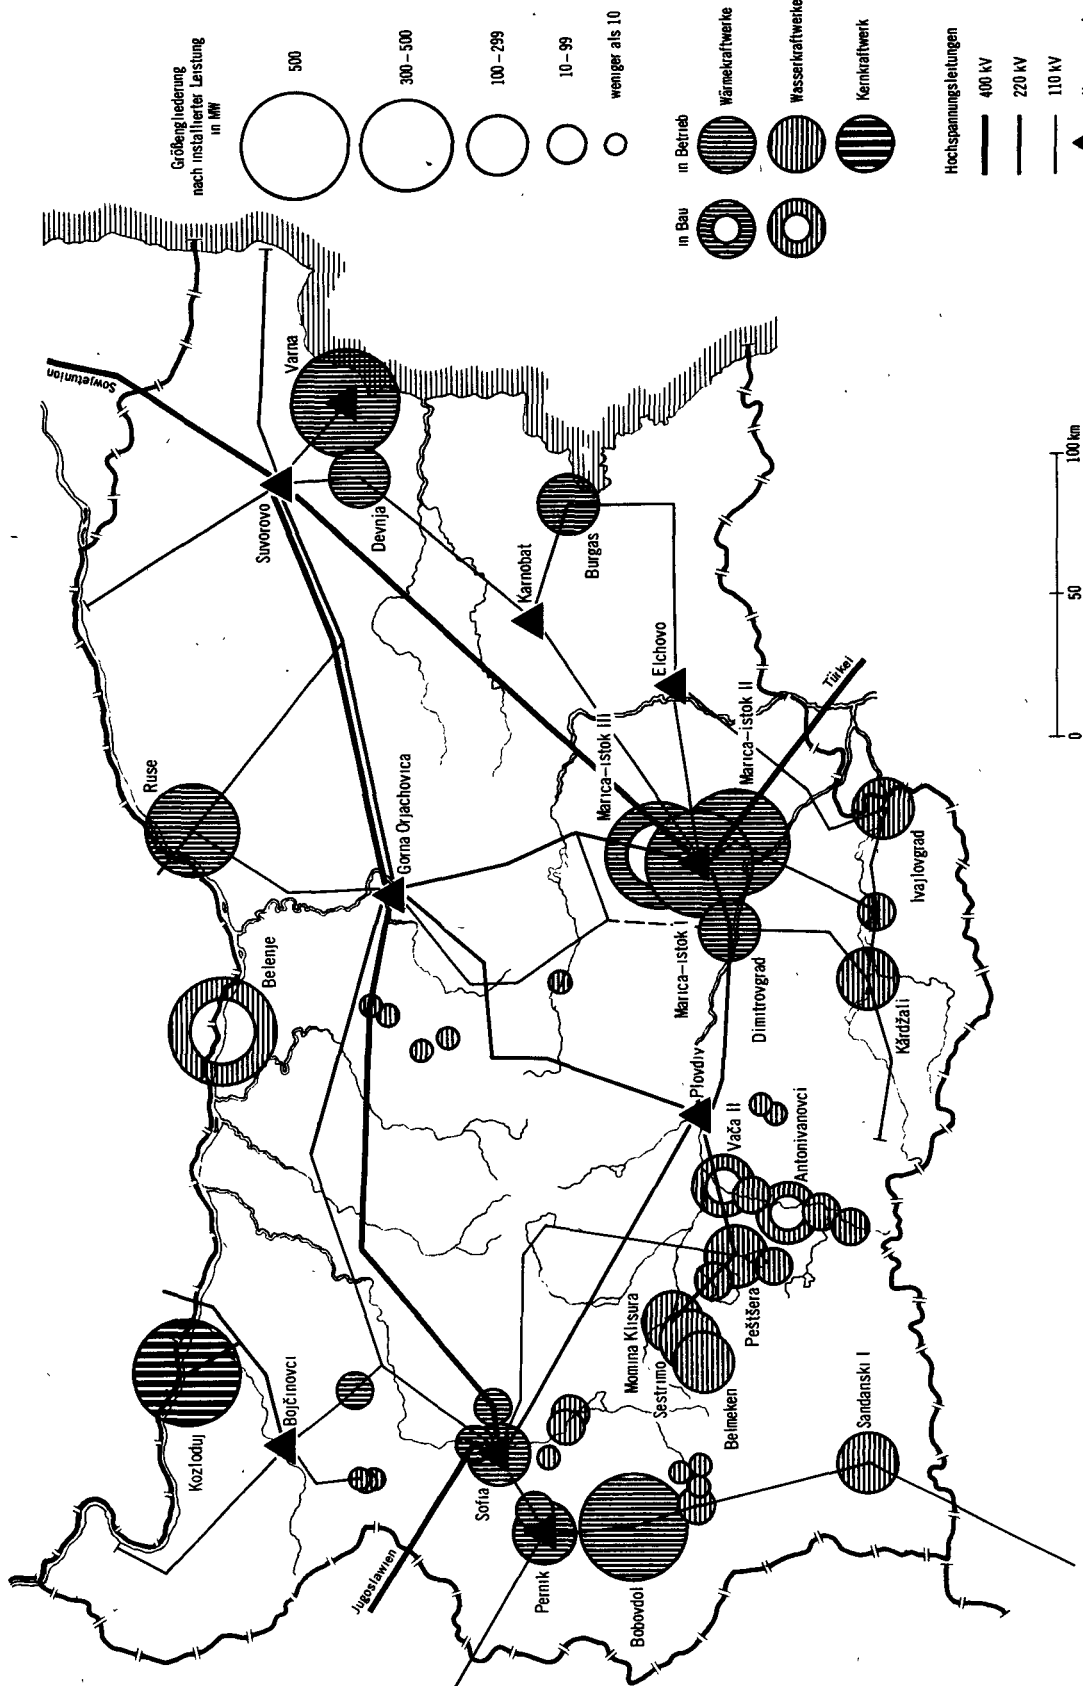 Größengliederung
nach installierter Leistung
in MW
500
300–500
100–299
10–99
weniger als 10
in Bau
in Betrieb
Wärmekraftwerke
Wasserkraftwerke
Kernkraftwerk
Hochspannungsleitungen
400 kV
220 kV
110 kV
Sowjetunion
Varna
Suvorovo
Devnja
Karnobat
Burgas
Elchovo
Türkei
Ruse
Gorna Orjachovica
Marica–istok III
Marica–istok II
Marica–istok I
Dimitrovgrad
Ivajlovgrad
Kărdžali
Belenje
Plovdiv
Vača II
Antonivanovci
Peštšera
Momina Klisura
Sestrimo
Belmeken
Kozloduj
Bojčinovci
Sofia
Jugoslawien
Pernik
Bobovdol
Sandanski I
0
50
100 km